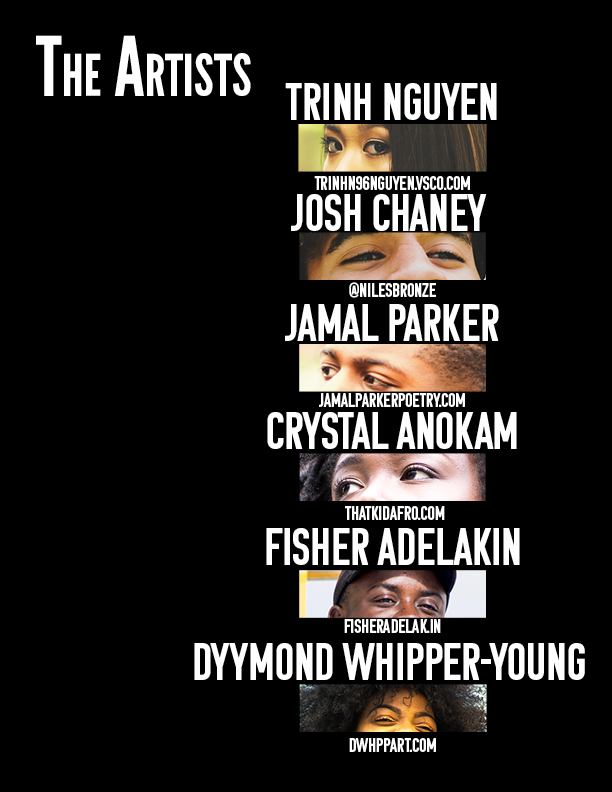 THE ARTISTS
TRINH NGUYEN
TRINHN96NGUYEN.VSCO.COM
JOSH CHANEY
@NILESBRONZE
JAMAL PARKER
JAMALPARKERPOETRY.COM
CRYSTAL ANOKAM
THATKIDAFRO.COM
FISHER ADELAKIN
FISHERADELAK.IN
DYYMOND WHIPPER-YOUNG
DWHPPART.COM